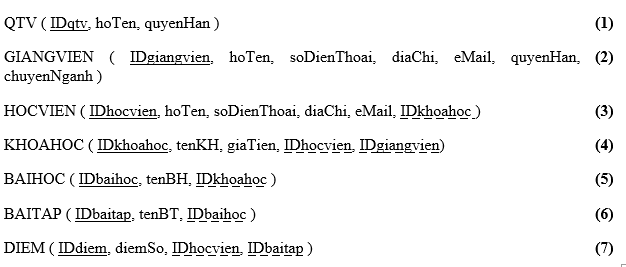 QTV ( IDqtv, hoTen, quyenHan ) (1)
GIANGVIEN ( IDgiangvien, hoTen, soDienThoai, diaChi, eMail, quyenHan, (2)
chuyenNganh )
HOCVIEN ( IDhocvien, hoTen, soDienThoai, diaChi, eMail, IDkhoahoc ) (3)
KHOAHOC ( IDkhoahoc, tenKH, giaTien, IDhocvien, IDgiangvien) (4)
BAIHOC ( IDbaihoc, tenBH, IDkhoahoc ) (5)
BAITAP ( IDbaitap, tenBT, IDbaihoc ) (6)
DIEM ( IDdiem, diemSo, IDhocvien, IDbaitap ) (7)